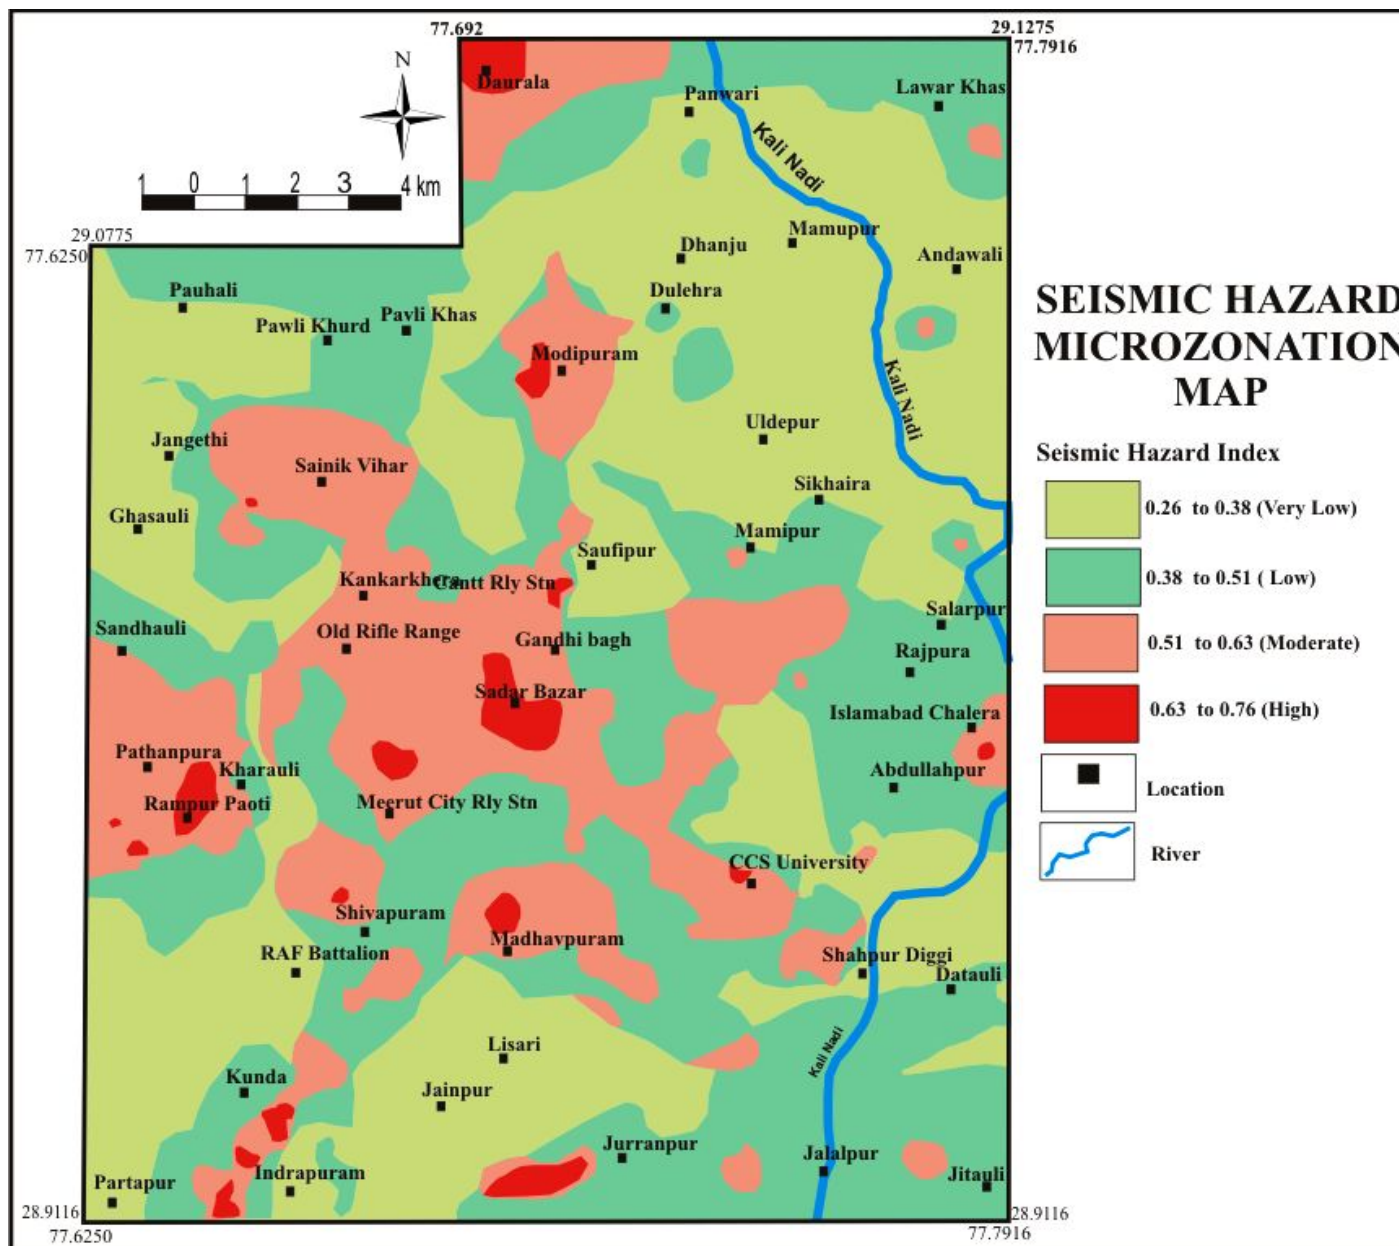 77.692
29.1275
77.7916
N
Daurala
Panwari
Lawar Khas
Kali Nadi
1 0 1 2 3 4 km
29.0775
77.6250
Mamupur
Dhanju
Andawali
Pauhali
Dulehra
Pavli Khas
Pawli Khurd
Modipuram
Kali Nadi
SEISMIC HAZARD
MICROZONATION
MAP
Seismic Hazard Index
0.26 to 0.38 (Very Low)
0.38 to 0.51 ( Low)
0.51 to 0.63 (Moderate)
0.63 to 0.76 (High)
Location
River
Uldepur
Jangethi
Sainik Vihar
Sikhaira
Ghasauli
Mamipur
Saufipur
Kankarkhera
Cantt Rly Stn
Salarpur
Sandhauli
Old Rifle Range
Gandhi bagh
Rajpura
Sadar Bazar
Islamabad Chalera
Pathanpura
Kharauli
Abdullahpur
Rampur Paoti
Meerut City Rly Stn
CCS University
Shivapuram
Madhavpuram
RAF Battalion
Shahpur Diggi
Datauli
Lisari
Kali Nadi
Kunda
Jainpur
Jurranpur
Jalalpur
Partapur
Indrapuram
Jitauli
28.9116
77.6250
28.9116
77.7916